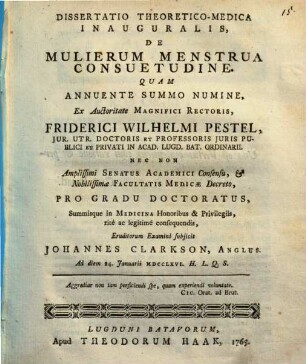 DISSERTATIO THEORETICO-MEDICA
INAUGURALIS,
DE
MULIERUM MENSTRUA
CONSUETUDINE.
QUAM
ANNUENTE SUMMO NUMINE,
Ex Auctoritate MAGNIFICI RECTORIS,
FRIDERICI WILHELMI PESTEL,
JUR. UTR. DOCTORIS ET PROFESSORIS JURIS PU-
BLICI ET PRIVATI IN ACAD. LUGD. BAT. ORDINARII.
NEC NON
Amplissimi SENATUS ACADEMICI Consensu, &
Nobilissimæ FACULTATIS MEDICÆ Decreto,
PRO GRADU DOCTORATUS,
Summisque in MEDICINA Honoribus & Privilegiis,
ritè ac legitimè consequendis,
Eruditorum Examini subjicit
JOHANNES CLARKSON, ANGLUS.
Ad diem 24. Januarii MDCCLXVI. H. L. Q. S.
Aggrediar non tam perficiendi spe, quam experiendi voluntate.
CIC. Orat. ad Brut.
LUGDUNI BATAVORUM,
Apud THEODORUM HAAK, 1765.